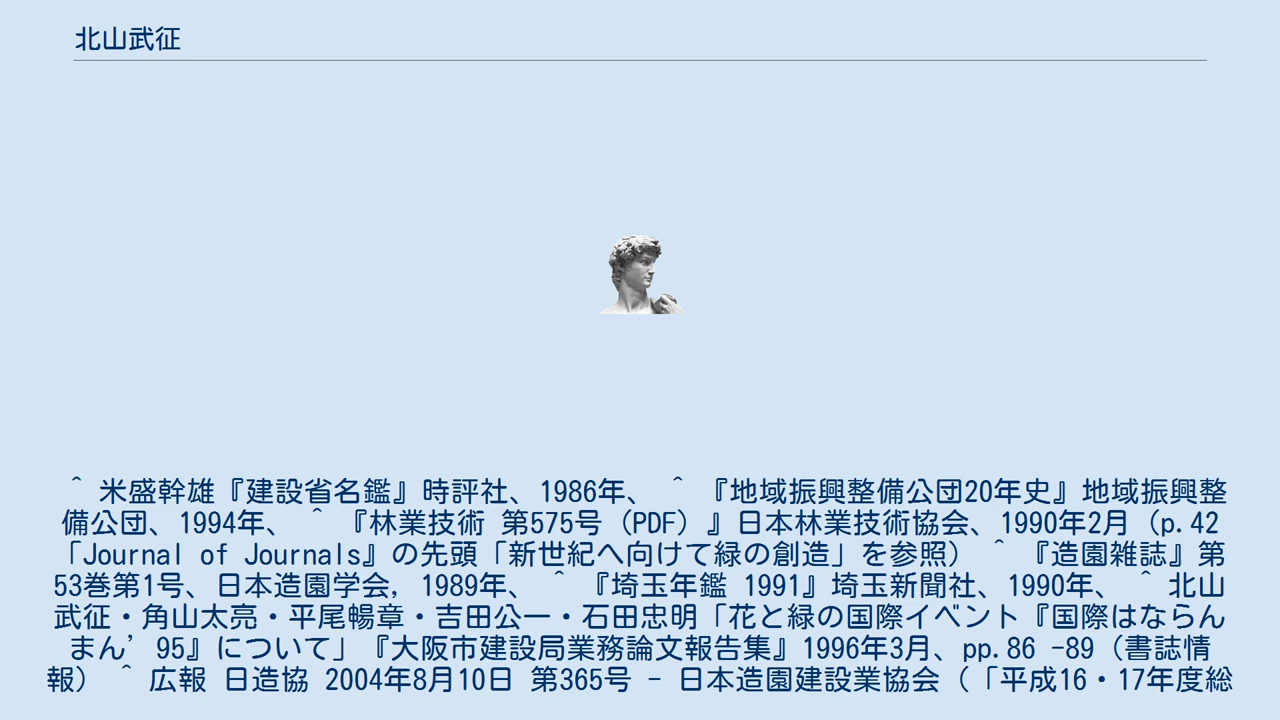 北山武征
^ 米盛幹雄『建設省名鑑』時評社、1986年、 ^ 『地域振興整備公団20年史』地域振興整
備公団、1994年、 ^ 『林業技術 第575号（PDF）』日本林業技術協会、1990年2月（p.42
「Journal of Journals』の先頭「新世紀へ向けて緑の創造」を参照） ^ 『造園雑誌』第
53巻第1号、日本造園学会，1989年、 ^ 『埼玉年鑑 1991』埼玉新聞社、1990年、 ^ 北山
武征・角山太亮・平尾暢章・吉田公一・石田忠明「花と緑の国際イベント『国際はならん
まん’95』について」『大阪市建設局業務論文報告集』1996年3月、pp.86 -89（書誌情
報） ^ 広報 日造協 2004年8月10日 第365号 - 日本造園建設業協会（「平成16・17年度総